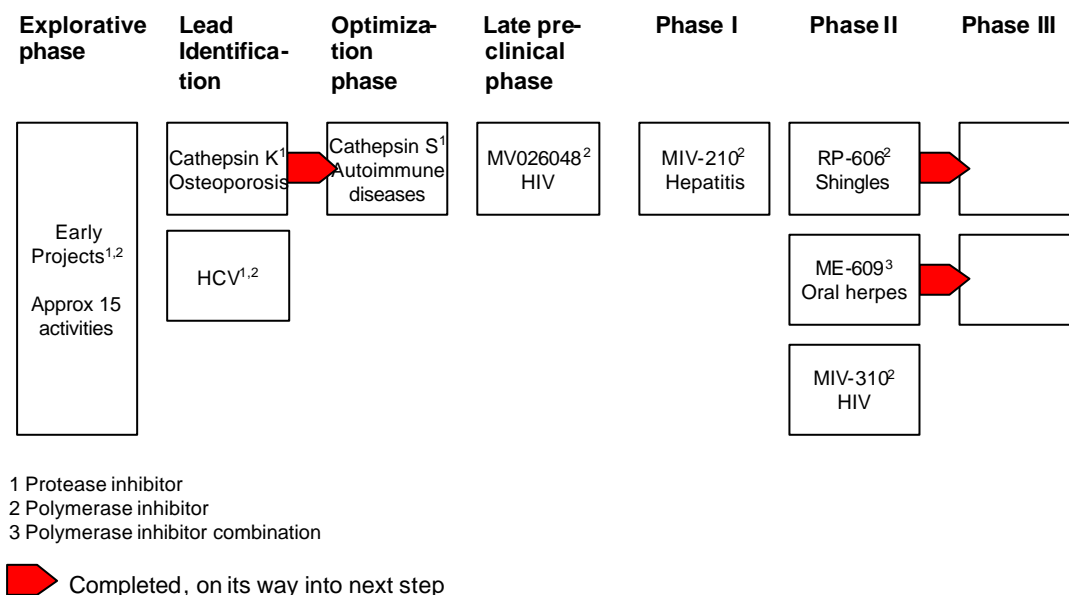 Explorative
phase
Lead
Identifica-
tion
Optimiza-
tion
phase
Late pre-
clinical
phase
Phase I
Phase II
Phase III
Early
Projects1,2
Approx 15
activities
Cathepsin K1
Osteoporosis
HCV1,2
Cathepsin S1
Autoimmune
diseases
MV0260482
HIV
MIV-2102
Hepatitis
RP-6062
Shingles
ME-6093
Oral herpes
MIV-3102
HIV
1 Protease inhibitor
2 Polymerase inhibitor
3 Polymerase inhibitor combination
Completed, on its way into next step